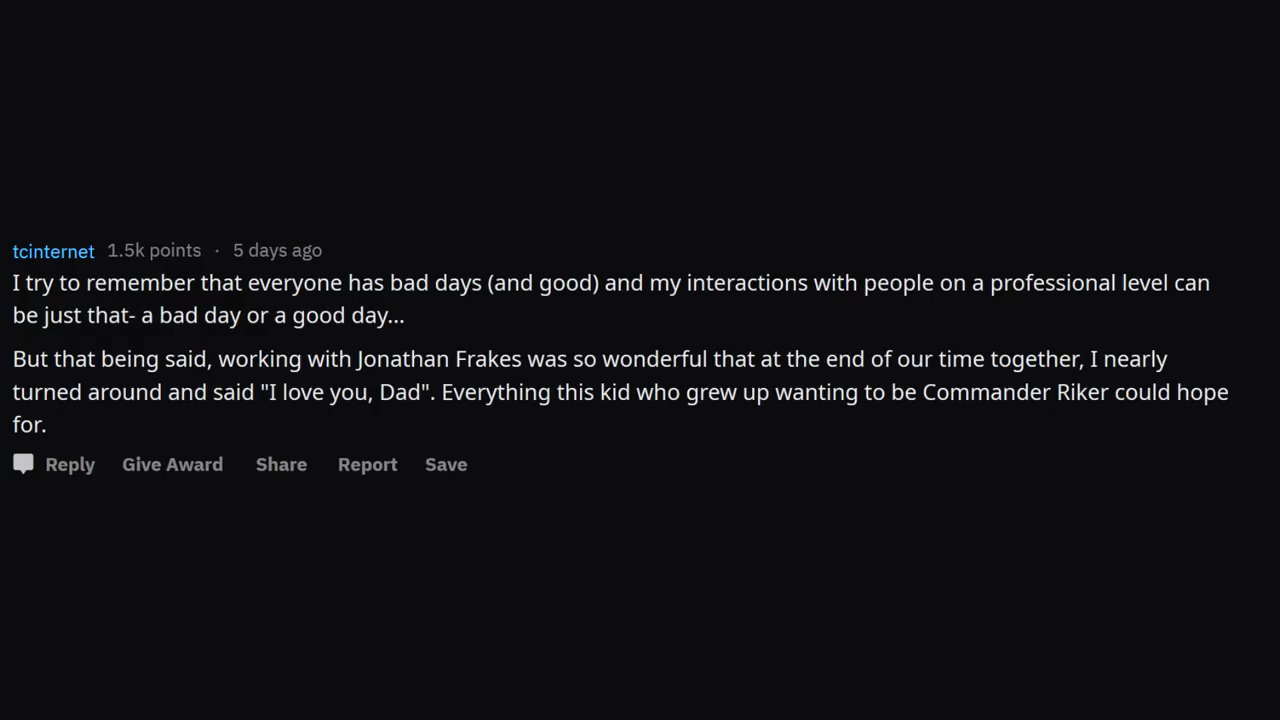 tcinternet 1.5k points · 5 days ago
I try to remember that everyone has bad days (and good) and my interactions with people on a professional level can
be just that- a bad day or a good day...
But that being said, working with Jonathan Frakes was so wonderful that at the end of our time together, I nearly
turned around and said "I love you, Dad". Everything this kid who grew up wanting to be Commander Riker could hope
for.
Reply Give Award Share Report Save